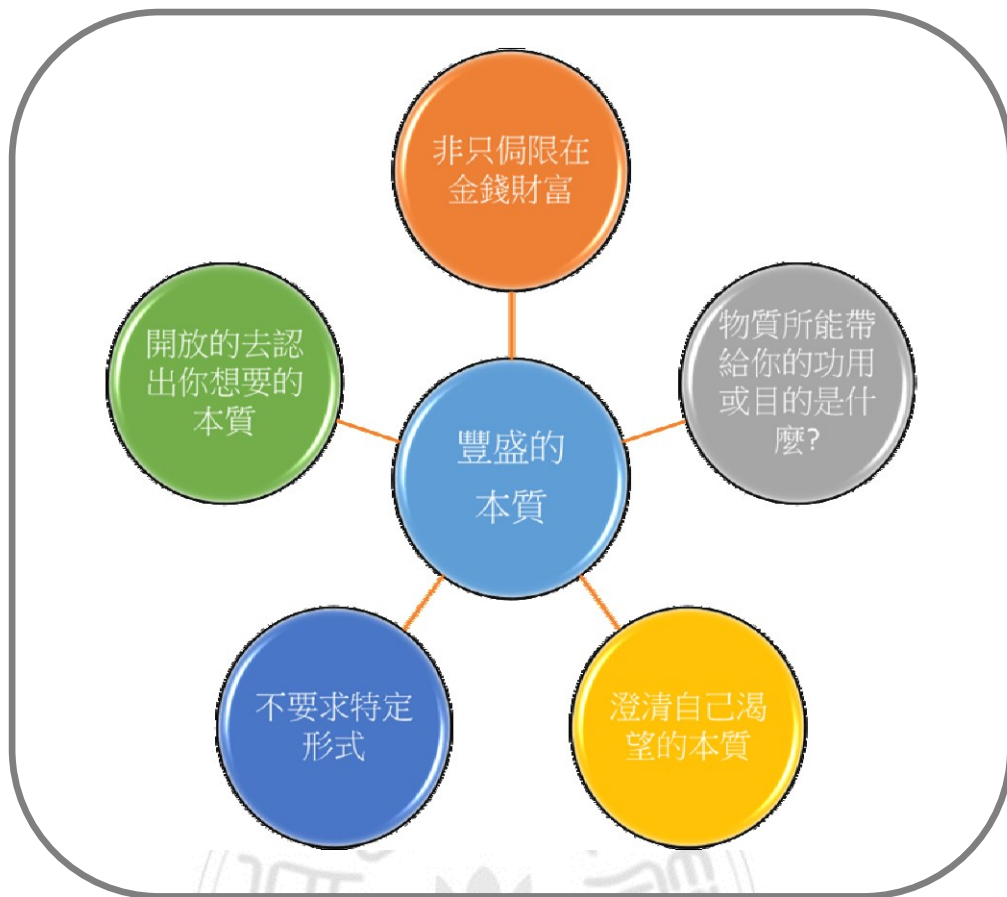 非只侷限在
金錢財富
物質所能帶
給你的功用
或目的是什
麼?
澄清自己渴
望的本質
不要求特定
形式
開放的去認
出你想要的
本質
豐盛的
本質